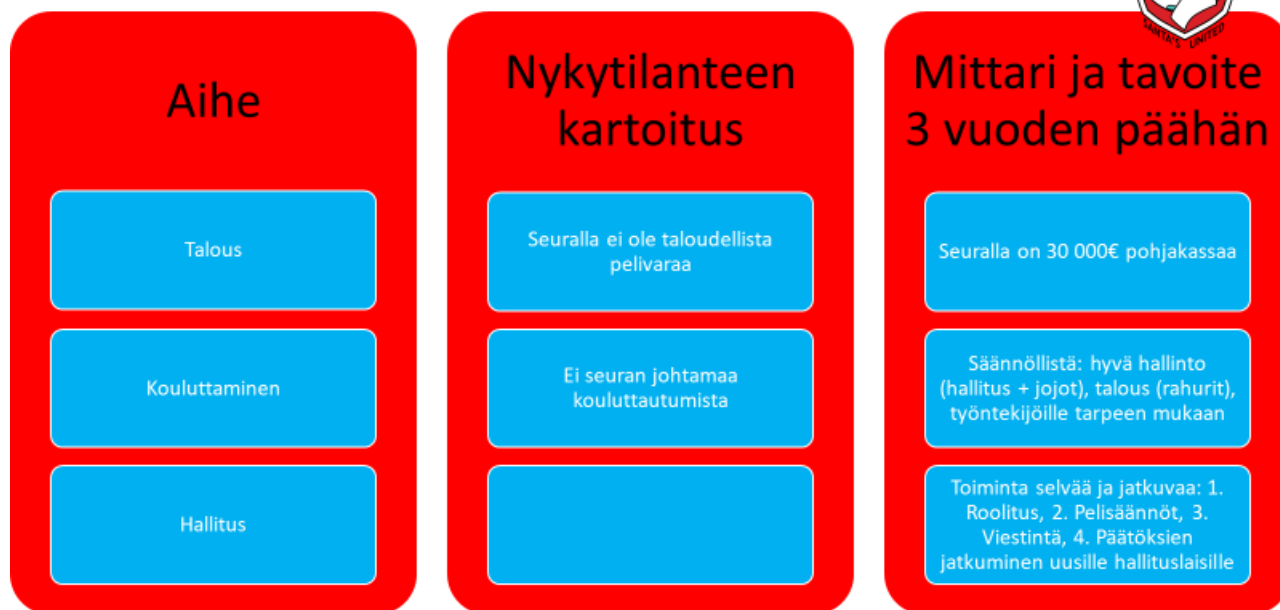 SANTA'S UNITED
Aihe
Talous
Kouluttaminen
Hallitus
Nykytilanteen
kartoitus
Seuralla ei ole taloudellista
pelivaraa
Ei seuran johtamaa
kouluttautumista
Mittari ja tavoite
3 vuoden päähän
Seuralla on 30 000€ pohjakassaa
Säännöllistä: hyvä hallinto
(hallitus + jojot), talous (rahurit),
työntekijöille tarpeen mukaan
Toiminta selvää ja jatkuvaa: 1.
Roolitus, 2. Pelisäännöt, 3.
Viestintä, 4. Päätöksien
jatkuminen uusille hallituslaisille